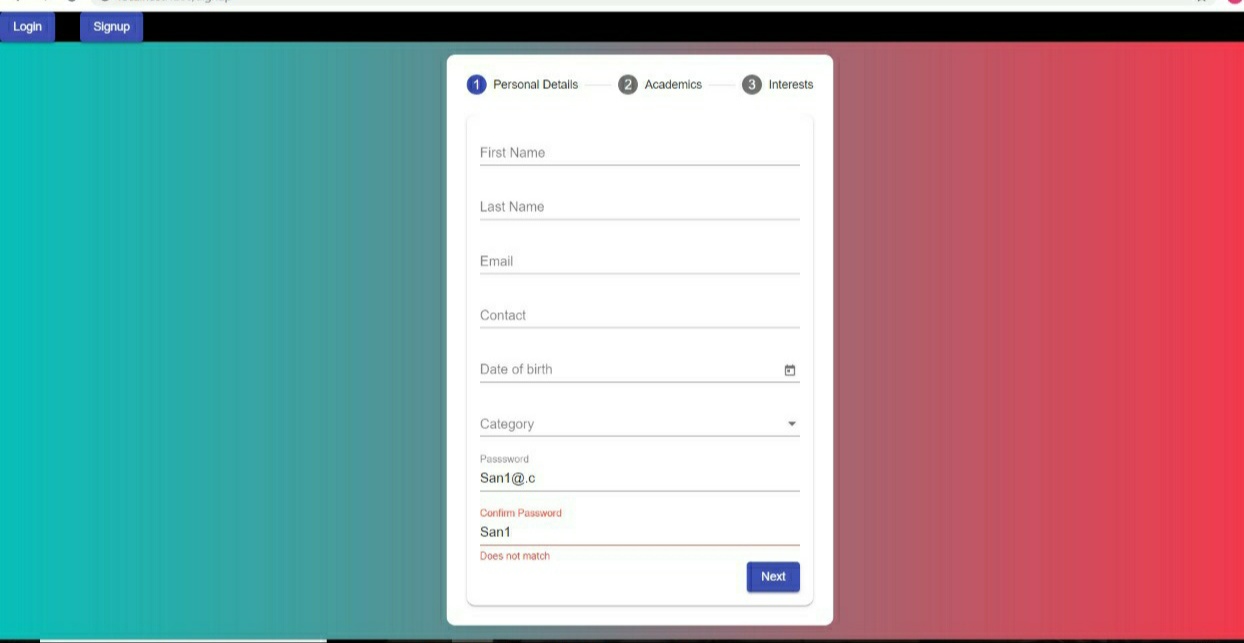 Login Signup
1 Personal Details 2 Academics 3 Interests
First Name
Last Name
Email
Contact
Date of birth
Category
Passsword
San1@.c
Confirm Password
San1
Does not match
Next